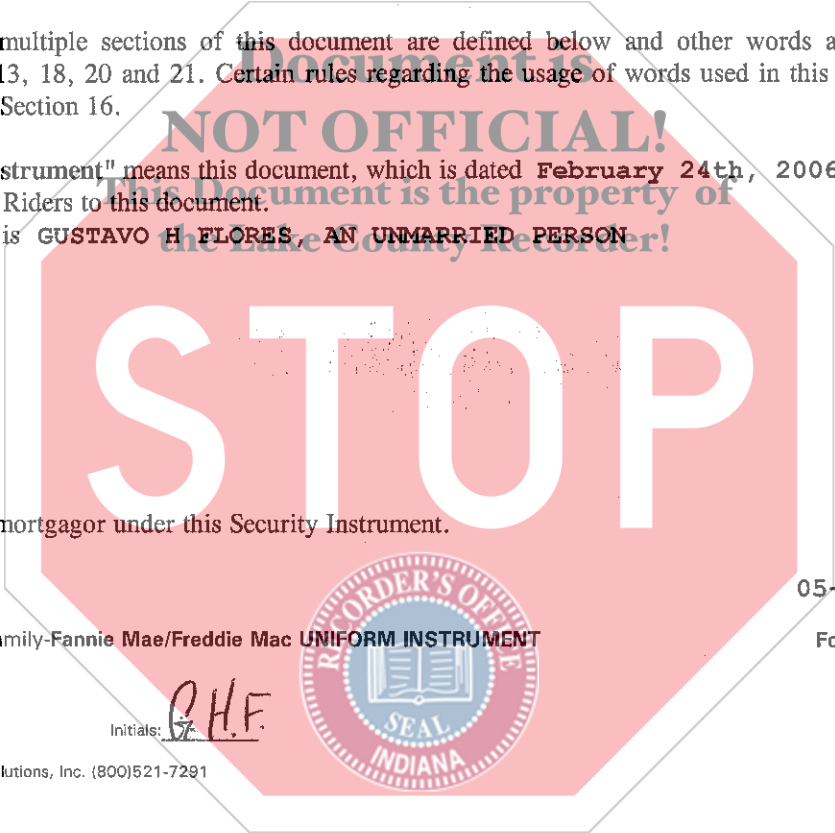 multiple sections of this document are defined below and other words a
Document is
13, 18, 20 and 21. Certain rules regarding the usage of words used in this
Section 16.
NOT OFFICIAL!
strument" means this document, which is dated February 24th, 2006
This Document is the property of
Riders to this document.
is GUSTAVO H FLORES, AN UNMARRIED PERSON
the Lake County Recorder!
STOP
mortgagor under this Security Instrument.
05-
RECORDER'S OFFICE
mily-Fannie Mae/Freddie Mac UNIFORM INSTRUMENT
Fo
SEAL
INDIANA
Initials: G.H.F.
lutions, Inc. (800)521-7291